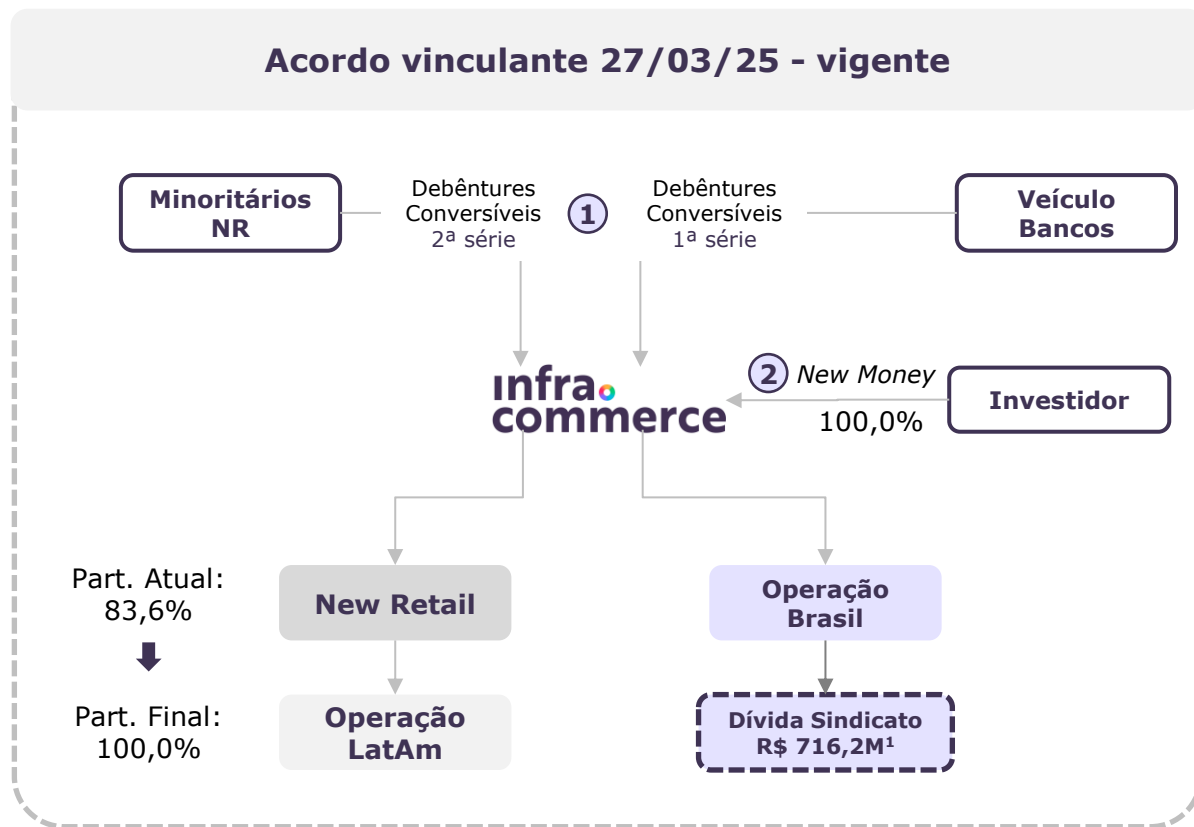 Acordo vinculante 27/03/25 - vigente
Minoritários
NR
Debêntures
Conversíveis
2ª série
1
Debêntures
Conversíveis
1ª série
Veículo
Bancos
infra.
commerce
2 New Money
100,0%
Investidor
Part. Atual:
83,6%
New Retail
Operação
Brasil
Part. Final:
100,0%
Operação
LatAm
Dívida Sindicato
R$ 716,2M¹